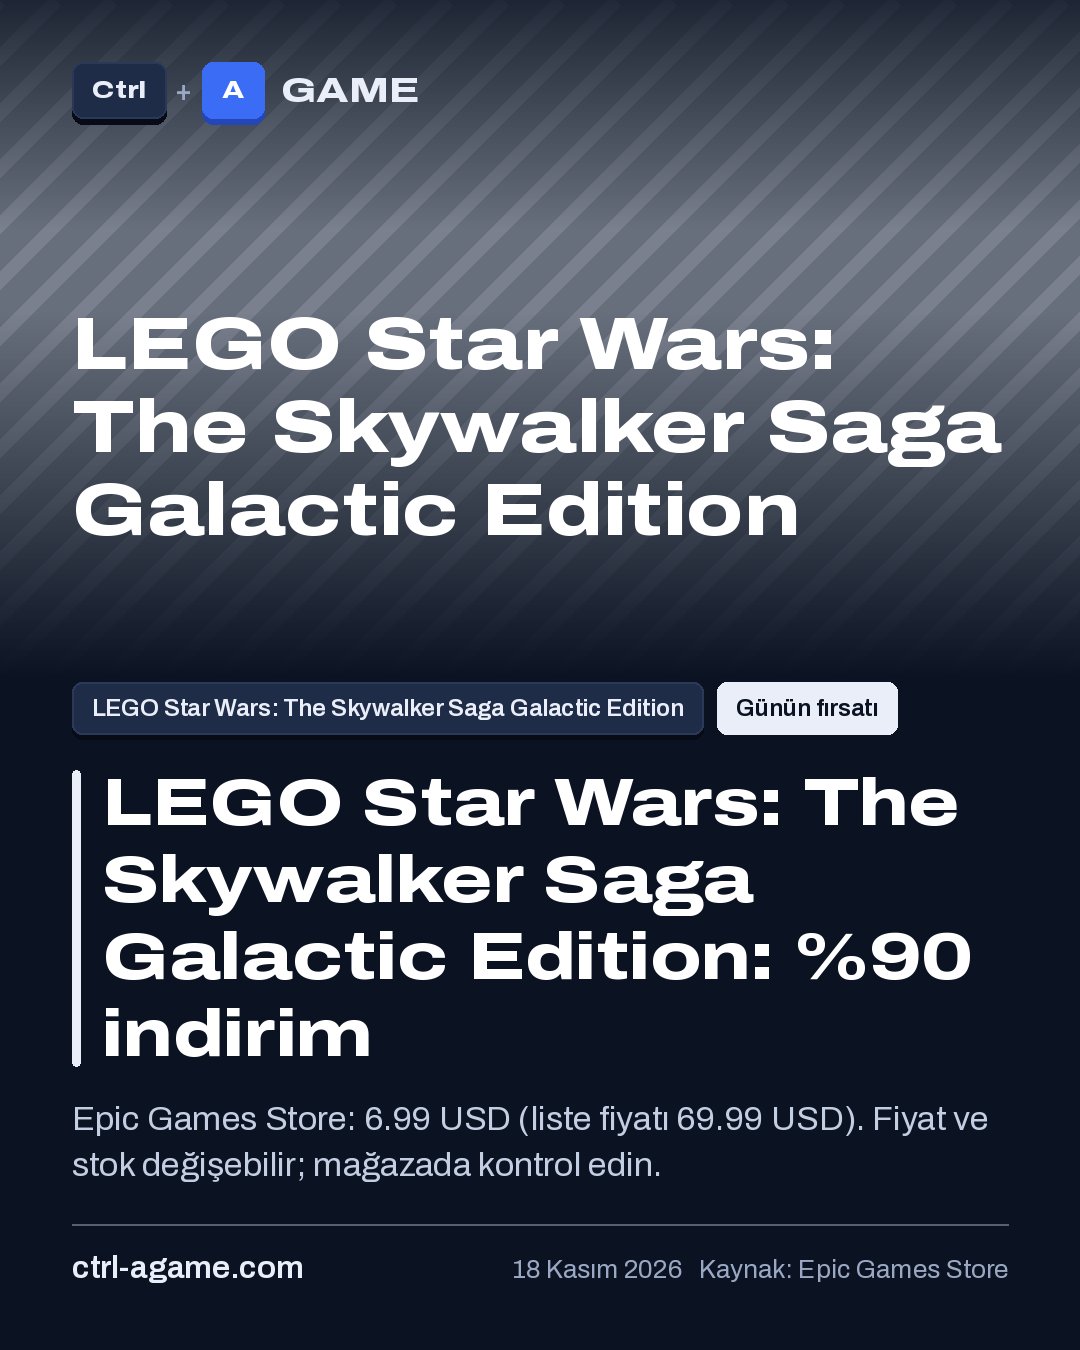 Ctrl + A GAME
LEGO Star Wars:
The Skywalker Saga
Galactic Edition
LEGO Star Wars: The Skywalker Saga Galactic Edition
Günün fırsatı
LEGO Star Wars: The
Skywalker Saga
Galactic Edition: %90
indirim
Epic Games Store: 6.99 USD (liste fiyatı 69.99 USD). Fiyat ve
stok değişebilir; mağazada kontrol edin.
ctrl-agame.com
18 Kasım 2026 Kaynak: Epic Games Store